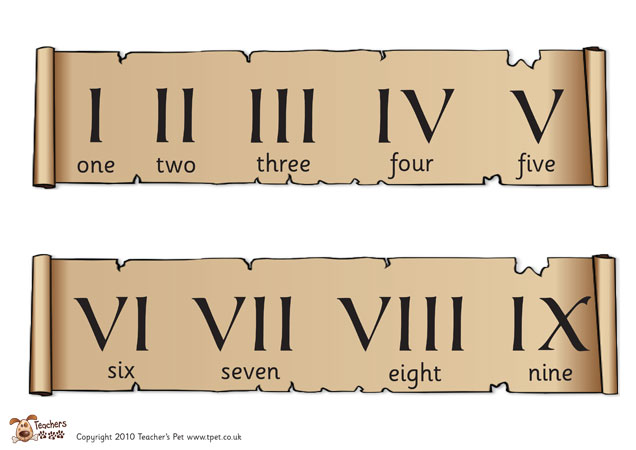 I II III IV V
one two three four five
VI VII VIII IX
six seven eight nine
Teachers
Copyright 2010 Teacher's Pet www.tpet.co.uk